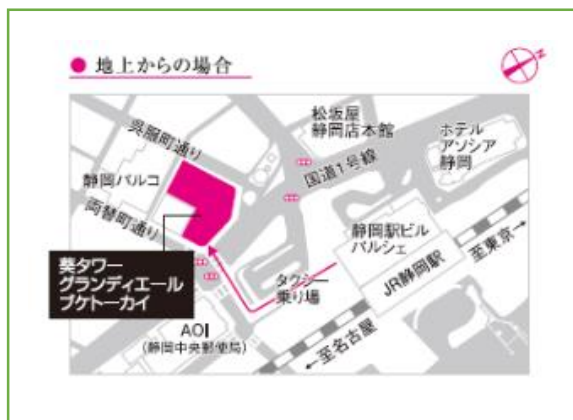 ● 地上からの場合
N
松坂屋
静岡店本館
ホテル
アソシア
静岡
呉服町通り
国道1号線
静岡パルコ
両替町通り
静岡駅ビル
パルシェ
至東京→
葵タワー
グランディエール
ブケトーカイ
タクシー
乗り場
JR静岡駅
AOI
(静岡中央郵便局)
←至名古屋